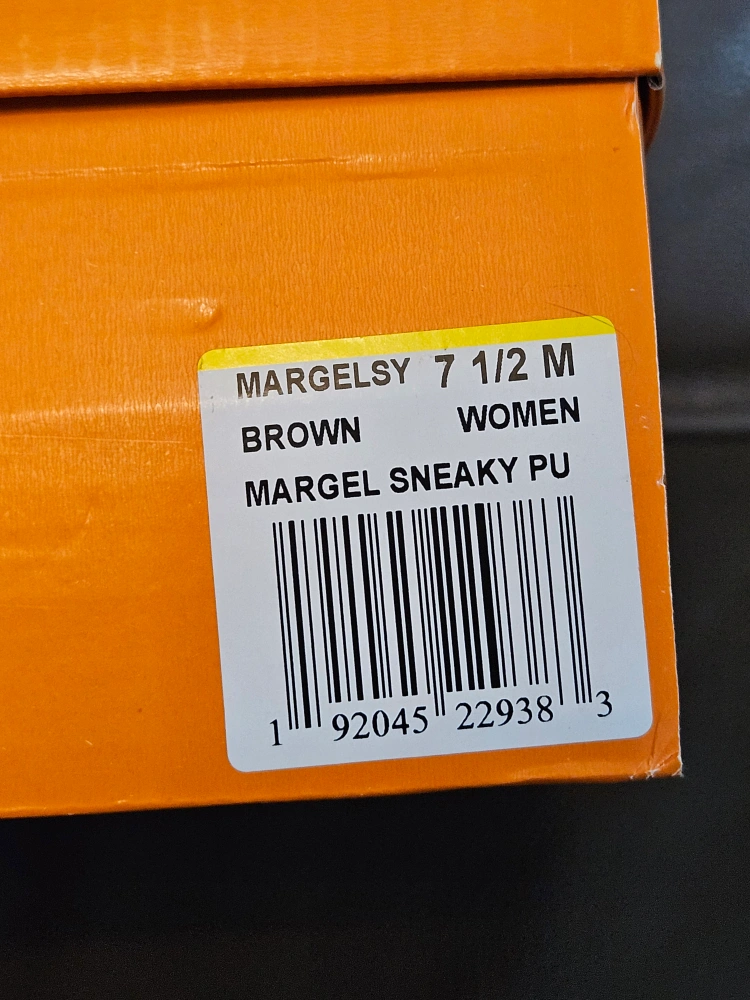 MARGELSY 7 1/2 M
BROWN WOMEN
MARGEL SNEAKY PU
1 92045 22938 3